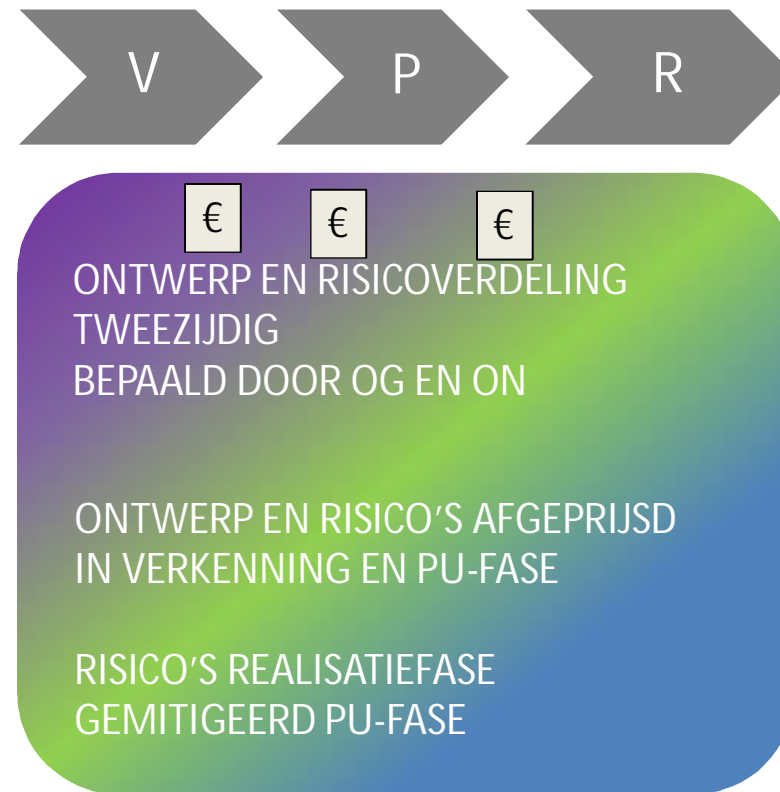 V P R
€ € €
ONTWERP EN RISICOVERDELING
TWEEZIJDIG
BEPAALD DOOR OG EN ON
ONTWERP EN RISICO’S AFGEPRIJSD
IN VERKENNING EN PU-FASE
RISICO’S REALISATIEFASE
GEMITIGEERD PU-FASE